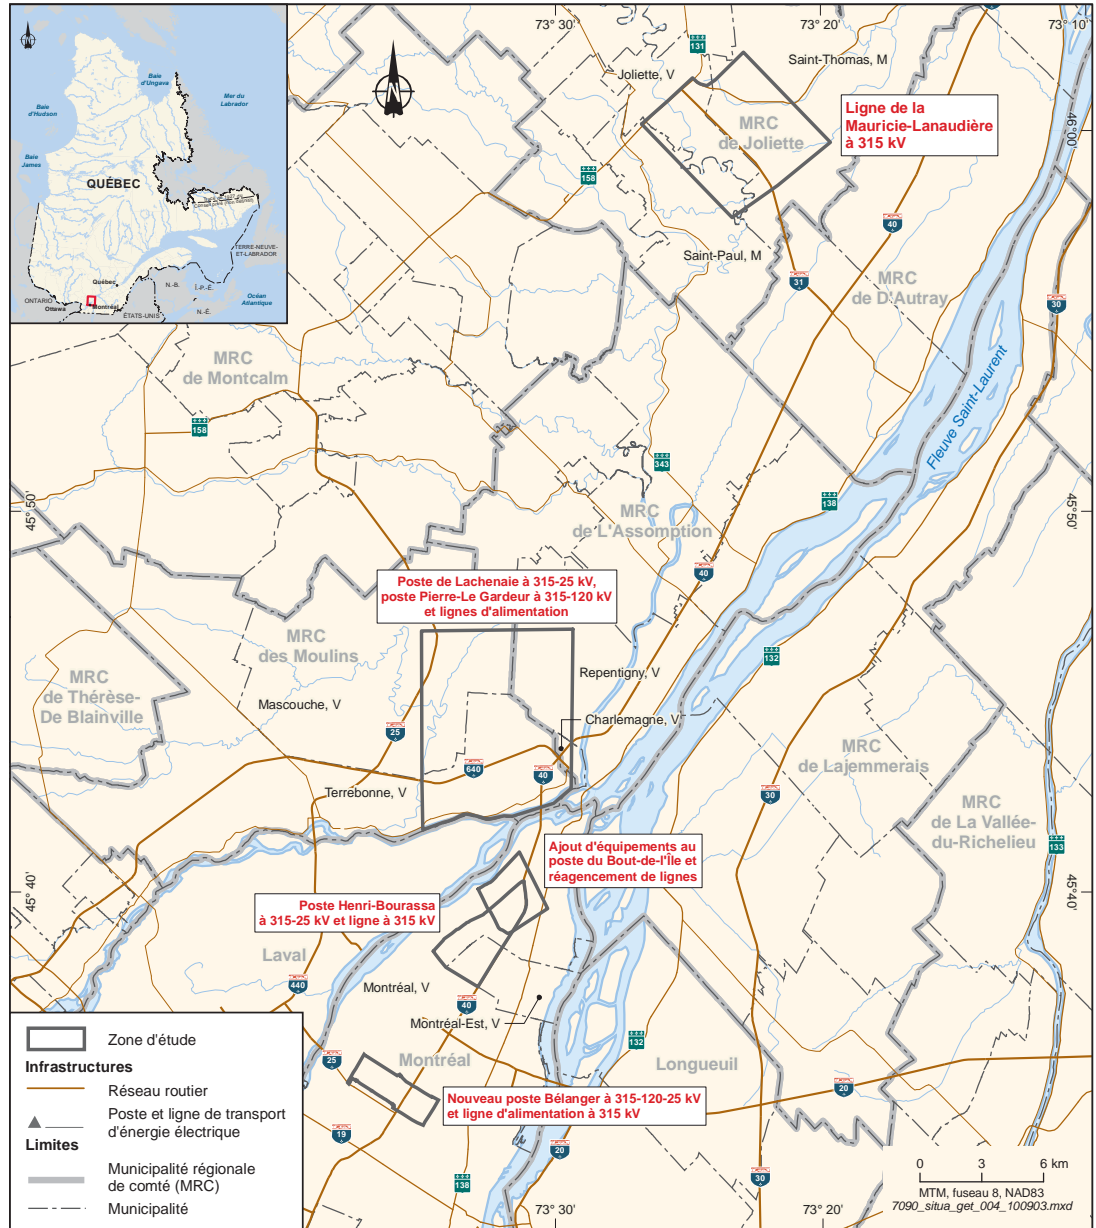 73° 30'
73° 20'
73° 10'
Baie
d'Ungava
Mer du
Labrador
Baie
d'Hudson
Baie
James
QUÉBEC
TERRE-NEUVE-
ET-LABRADOR
Québec
N.-B.
Î.-P.-É.
ONTARIO
Ottawa
Montréal
Océan
Atlantique
ÉTATS-UNIS
N.-É.
131
Joliette, V
Saint-Thomas, M
MRC
de Joliette
Ligne de la
Mauricie-Lanaudière
à 315 kV
46° 00'
158
40
Saint-Paul, M
31
MRC
de D'Autray
30
MRC
de Montcalm
Fleuve Saint-Laurent
158
343
138
45° 50'
45° 50'
MRC
de L'Assomption
40
Poste de Lachenaie à 315-25 kV,
poste Pierre-Le Gardeur à 315-120 kV
et lignes d'alimentation
MRC
des Moulins
132
MRC
de Thérèse-
De Blainville
Repentigny, V
Mascouche, V
Charlemagne, V
25
640
40
MRC
de Lajemmerais
Terrebonne, V
30
MRC
de La Vallée-
du-Richelieu
133
Ajout d'équipements au
poste du Bout-de-l'Île et
réagencement de lignes
45° 40'
45° 40'
Poste Henri-Bourassa
à 315-25 kV et ligne à 315 kV
Laval
440
Montréal, V
40
Montréal-Est, V
132
25
Montréal
Longueuil
20
Nouveau poste Bélanger à 315-120-25 kV
et ligne d'alimentation à 315 kV
19
20
138
30
Zone d'étude
Infrastructures
Réseau routier
Poste et ligne de transport
d'énergie électrique
Limites
Municipalité régionale
de comté (MRC)
Municipalité
0 3 6 km
MTM, fuseau 8, NAD83
7090_situa_get_004_100903.mxd
73° 30'
73° 20'